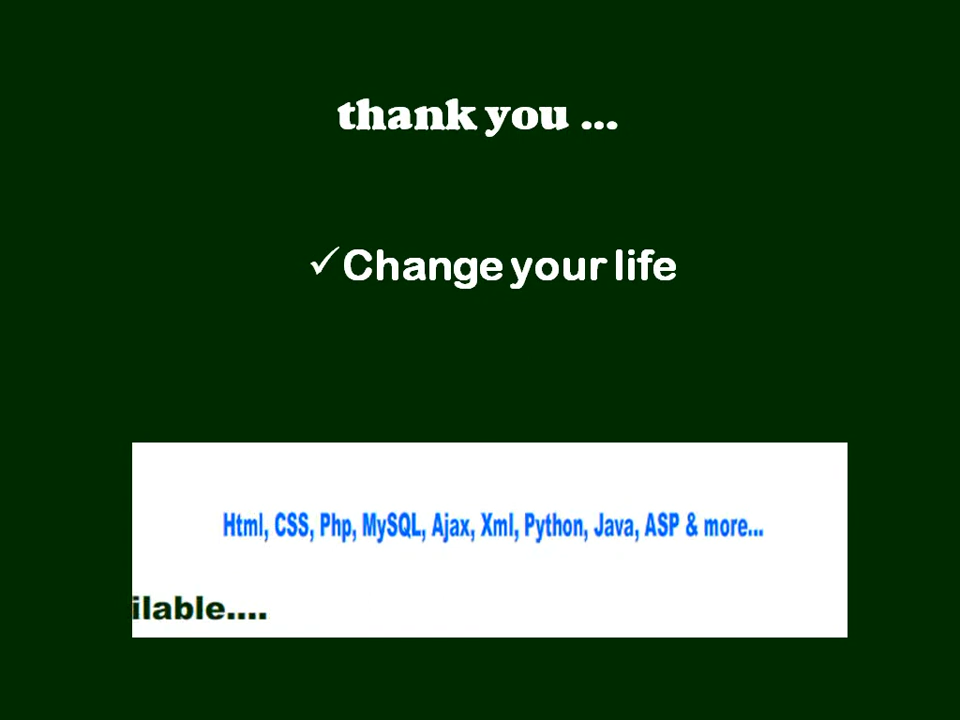 thank you ...
✓Change your life
Html, CSS, Php, MySQL, Ajax, Xml, Python, Java, ASP & more...
ilable....